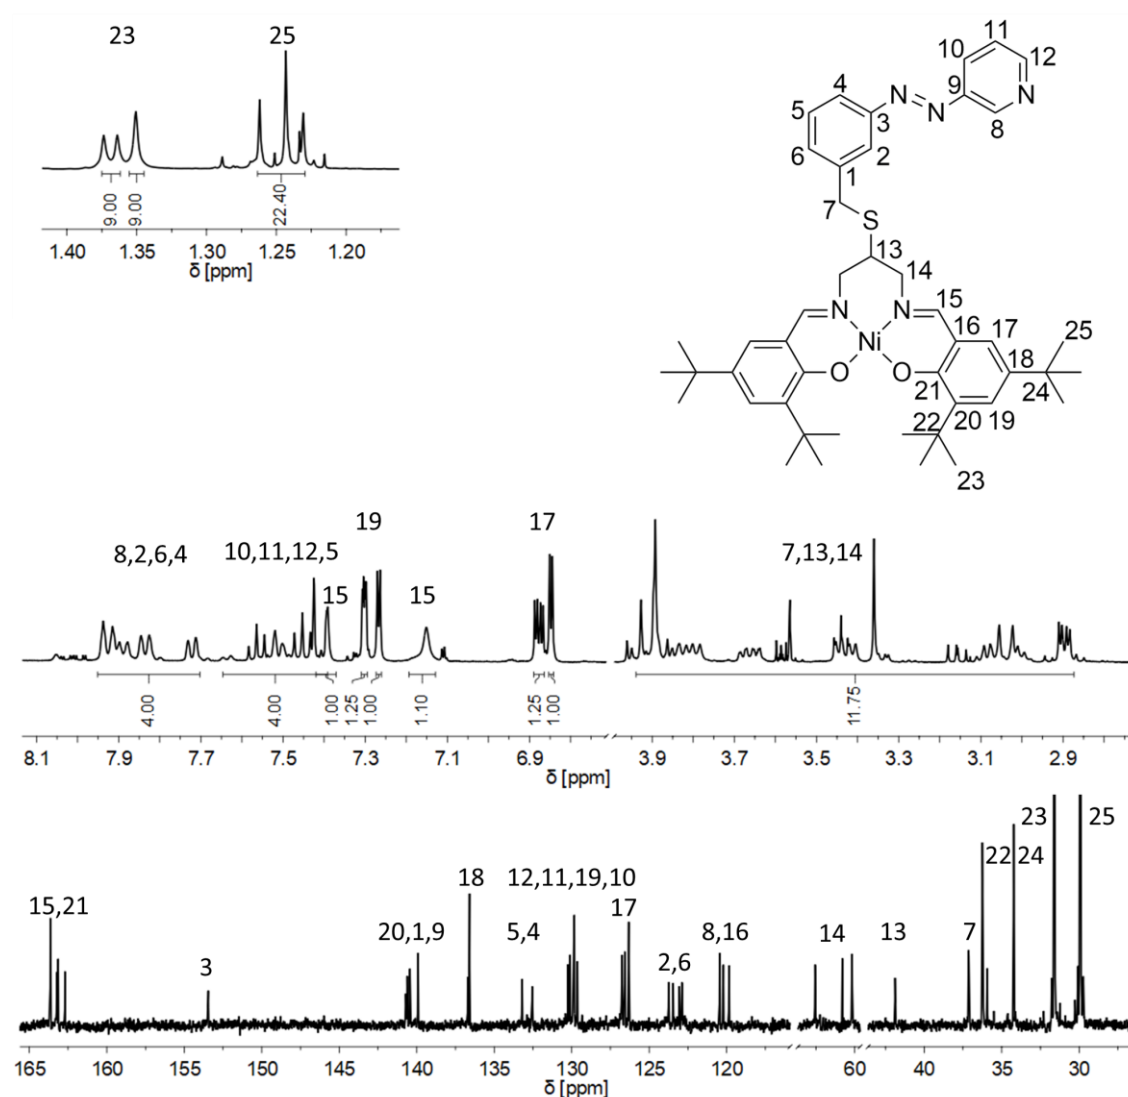 23 25
9.00 9.00 22.40
1.40 1.35 1.30 1.25 1.20
δ [ppm]
11
10 12
4 N N 9 N
5 3 8
6 2
1
7 S
13 14
N N 15
Ni 16 17 25
O O 18
21 24
22 20 19
23
8,2,6,4 10,11,12,5 15 19 15 17 7,13,14
4.00 4.00 1.00 1.25 1.00 1.10 1.25 1.00 11.75
8.1 7.9 7.7 7.5 7.3 7.1 6.9 3.9 3.7 3.5 3.3 3.1 2.9
δ [ppm]
15,21 3 20,1,9 18 5,4 12,11,19,10 17 2,6 8,16 14 13 7 22 24 23 25
165 160 155 150 145 140 135 130 125 120 60 40 35 30
δ [ppm]